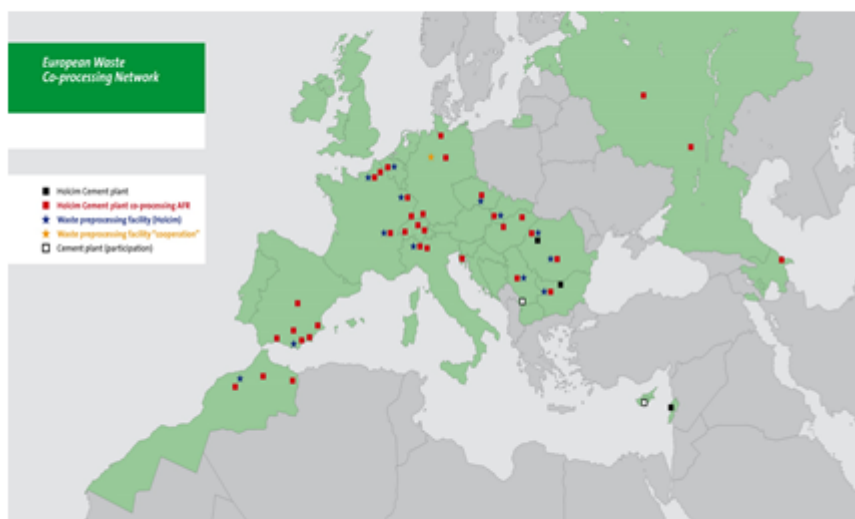 European Waste
Co-processing Network
Holcim Cement plant
Holcim Cement plant co-processing AFR
Waste preprocessing facility (Holcim)
Waste preprocessing facility "cooperation"
Cement plant (participation)